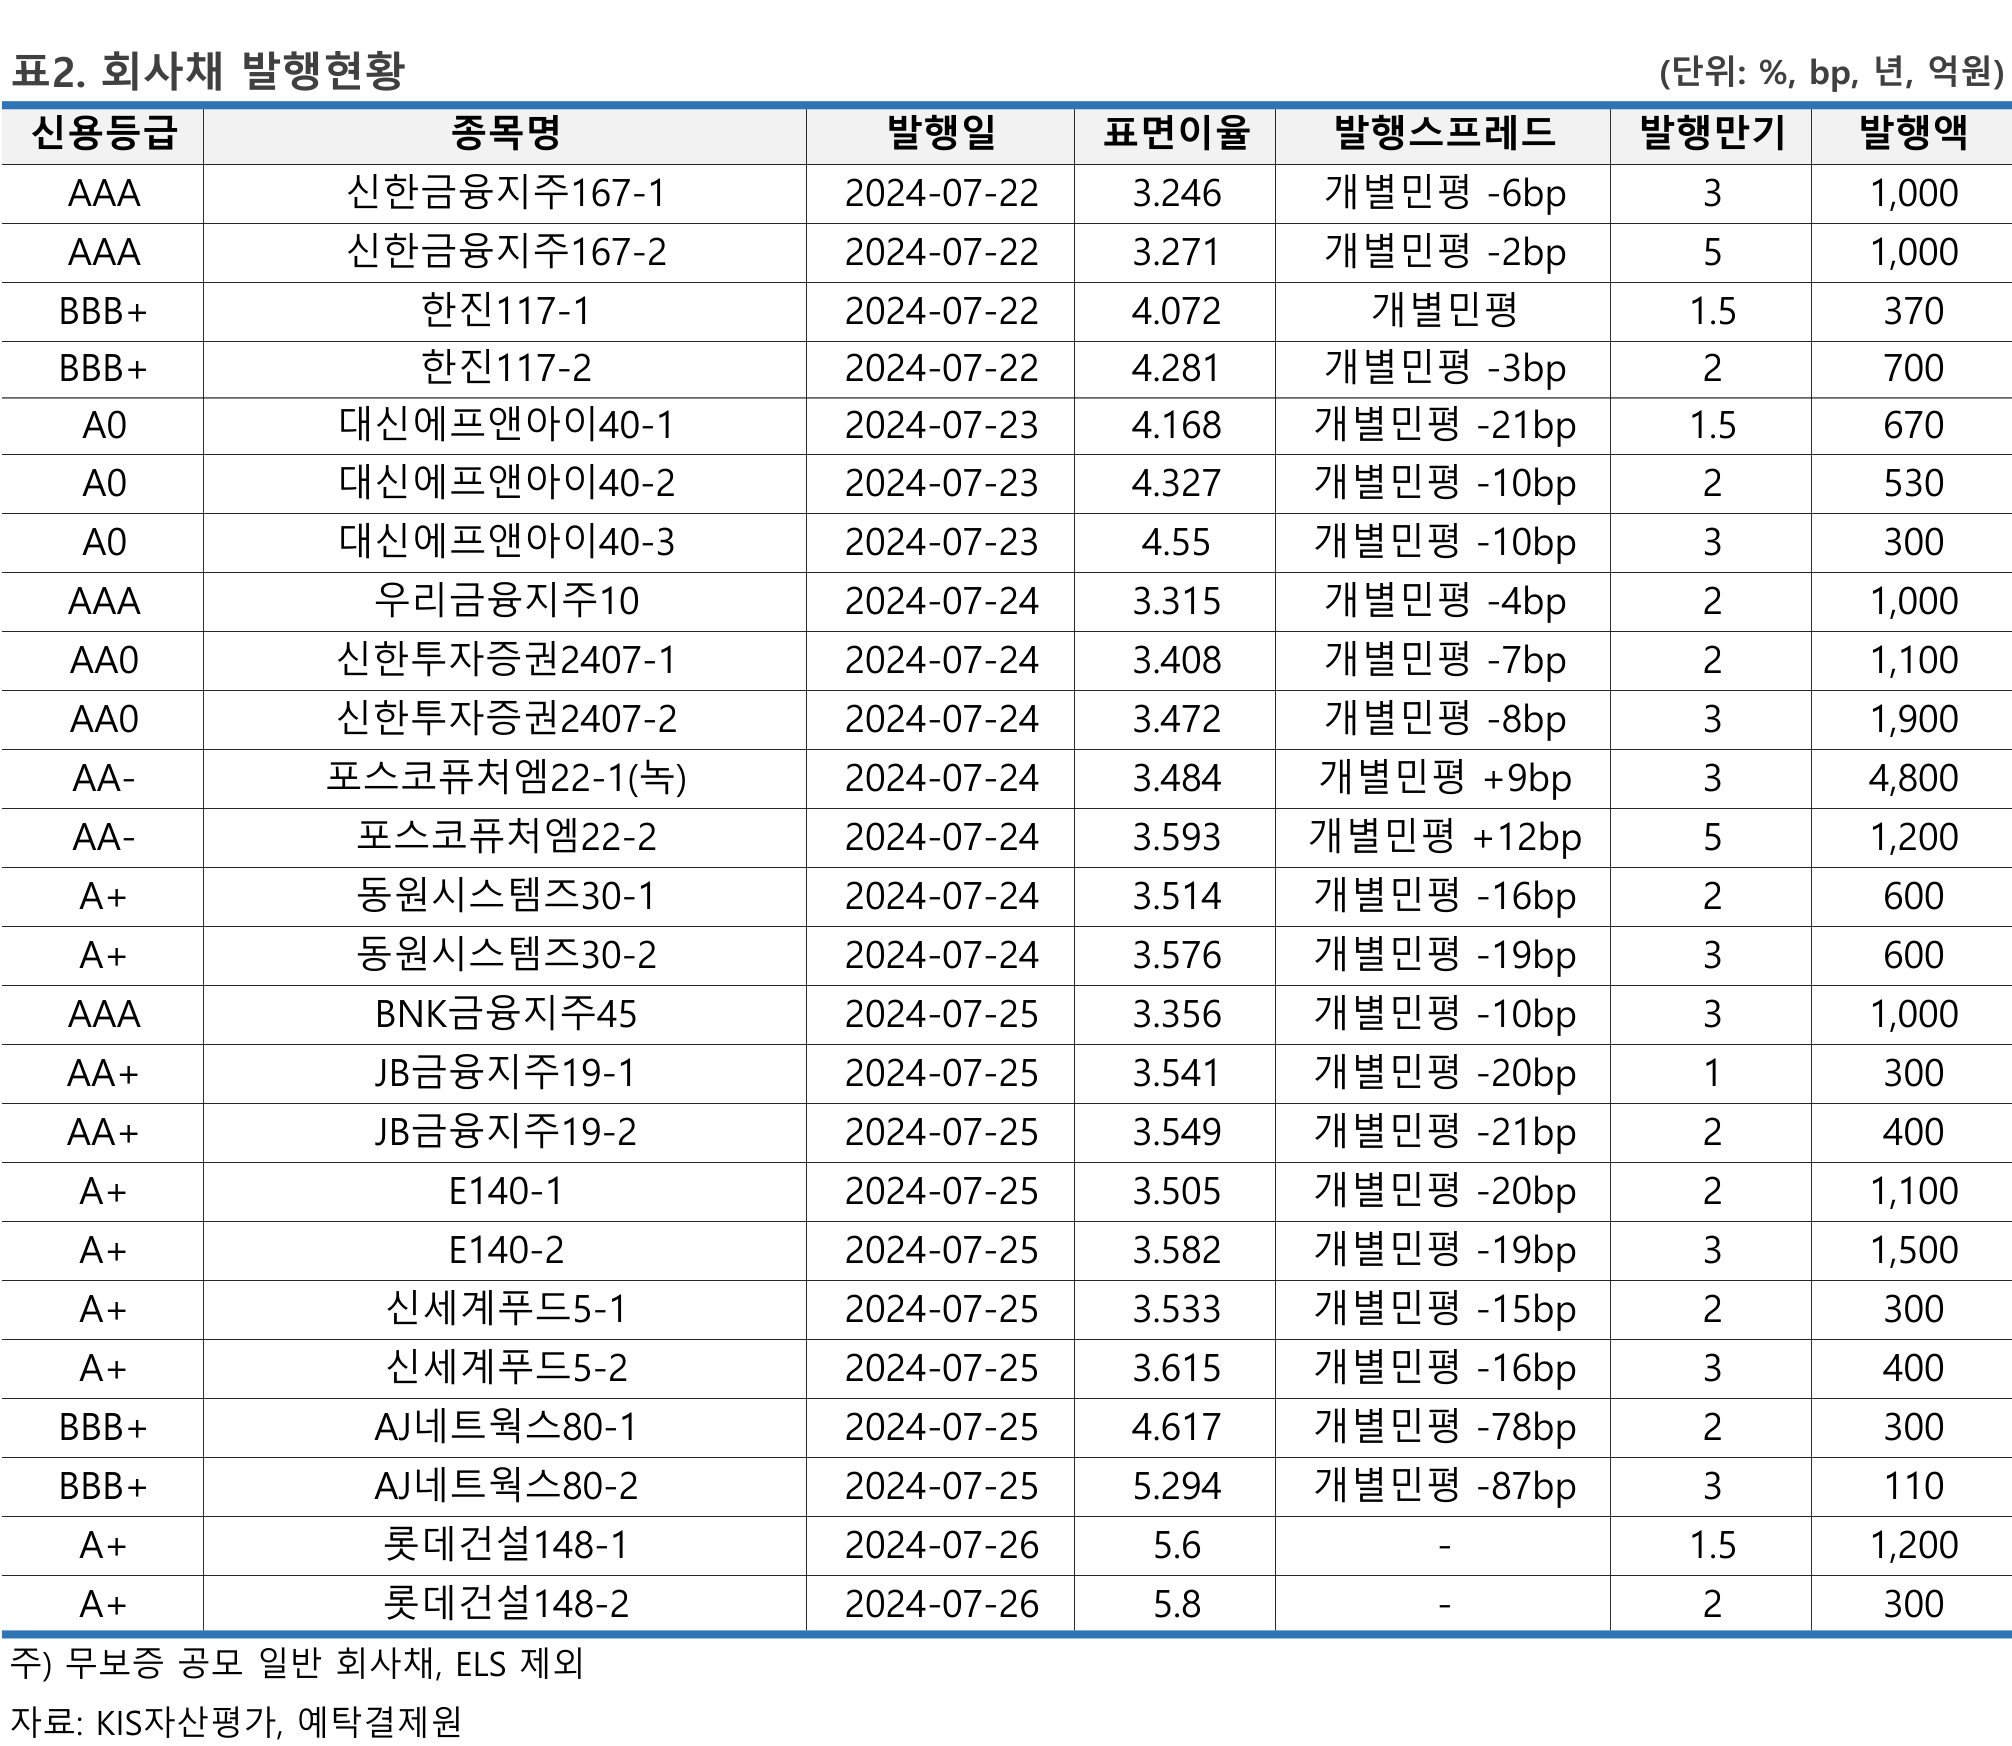 표2. 회사채 발행현황 (단위: %, bp, 년, 억원)
신용등급 종목명 발행일 표면이율 발행스프레드 발행만기 발행액
AAA 신한금융지주167-1 2024-07-22 3.246 개별민평 -6bp 3 1,000
AAA 신한금융지주167-2 2024-07-22 3.271 개별민평 -2bp 5 1,000
BBB+ 한진117-1 2024-07-22 4.072 개별민평 1.5 370
BBB+ 한진117-2 2024-07-22 4.281 개별민평 -3bp 2 700
A0 대신에프앤아이40-1 2024-07-23 4.168 개별민평 -21bp 1.5 670
A0 대신에프앤아이40-2 2024-07-23 4.327 개별민평 -10bp 2 530
A0 대신에프앤아이40-3 2024-07-23 4.55 개별민평 -10bp 3 300
AAA 우리금융지주10 2024-07-24 3.315 개별민평 -4bp 2 1,000
AA0 신한투자증권2407-1 2024-07-24 3.408 개별민평 -7bp 2 1,100
AA0 신한투자증권2407-2 2024-07-24 3.472 개별민평 -8bp 3 1,900
AA- 포스코퓨처엠22-1(녹) 2024-07-24 3.484 개별민평 +9bp 3 4,800
AA- 포스코퓨처엠22-2 2024-07-24 3.593 개별민평 +12bp 5 1,200
A+ 동원시스템즈30-1 2024-07-24 3.514 개별민평 -16bp 2 600
A+ 동원시스템즈30-2 2024-07-24 3.576 개별민평 -19bp 3 600
AAA BNK금융지주45 2024-07-25 3.356 개별민평 -10bp 3 1,000
AA+ JB금융지주19-1 2024-07-25 3.541 개별민평 -20bp 1 300
AA+ JB금융지주19-2 2024-07-25 3.549 개별민평 -21bp 2 400
A+ E140-1 2024-07-25 3.505 개별민평 -20bp 2 1,100
A+ E140-2 2024-07-25 3.582 개별민평 -19bp 3 1,500
A+ 신세계푸드5-1 2024-07-25 3.533 개별민평 -15bp 2 300
A+ 신세계푸드5-2 2024-07-25 3.615 개별민평 -16bp 3 400
BBB+ AJ네트웍스80-1 2024-07-25 4.617 개별민평 -78bp 2 300
BBB+ AJ네트웍스80-2 2024-07-25 5.294 개별민평 -87bp 3 110
A+ 롯데건설148-1 2024-07-26 5.6 - 1.5 1,200
A+ 롯데건설148-2 2024-07-26 5.8 - 2 300
주) 무보증 공모 일반 회사채, ELS 제외
자료: KIS자산평가, 예탁결제원